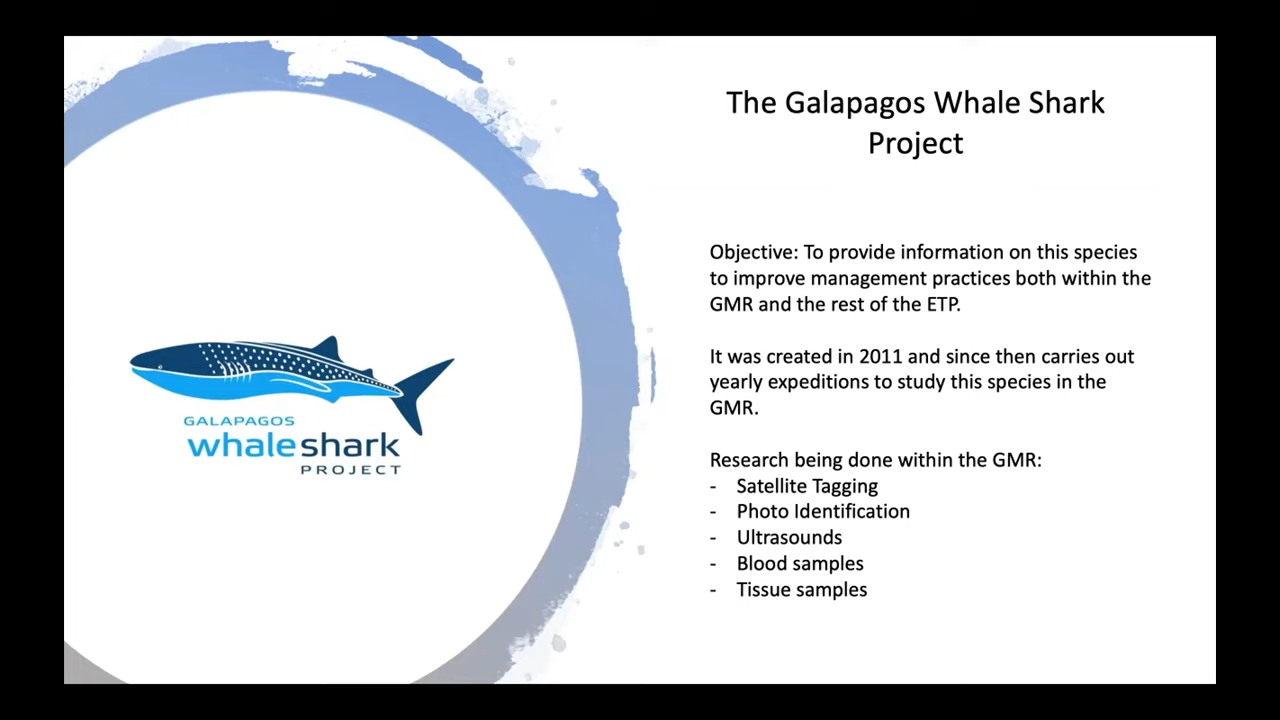 The Galapagos Whale Shark
Project
Objective: To provide information on this species
to improve management practices both within the
GMR and the rest of the ETP.
It was created in 2011 and since then carries out
yearly expeditions to study this species in the
GMR.
Research being done within the GMR:
- Satellite Tagging
- Photo Identification
- Ultrasounds
- Blood samples
- Tissue samples
GALAPAGOS
whaleshark
PROJECT